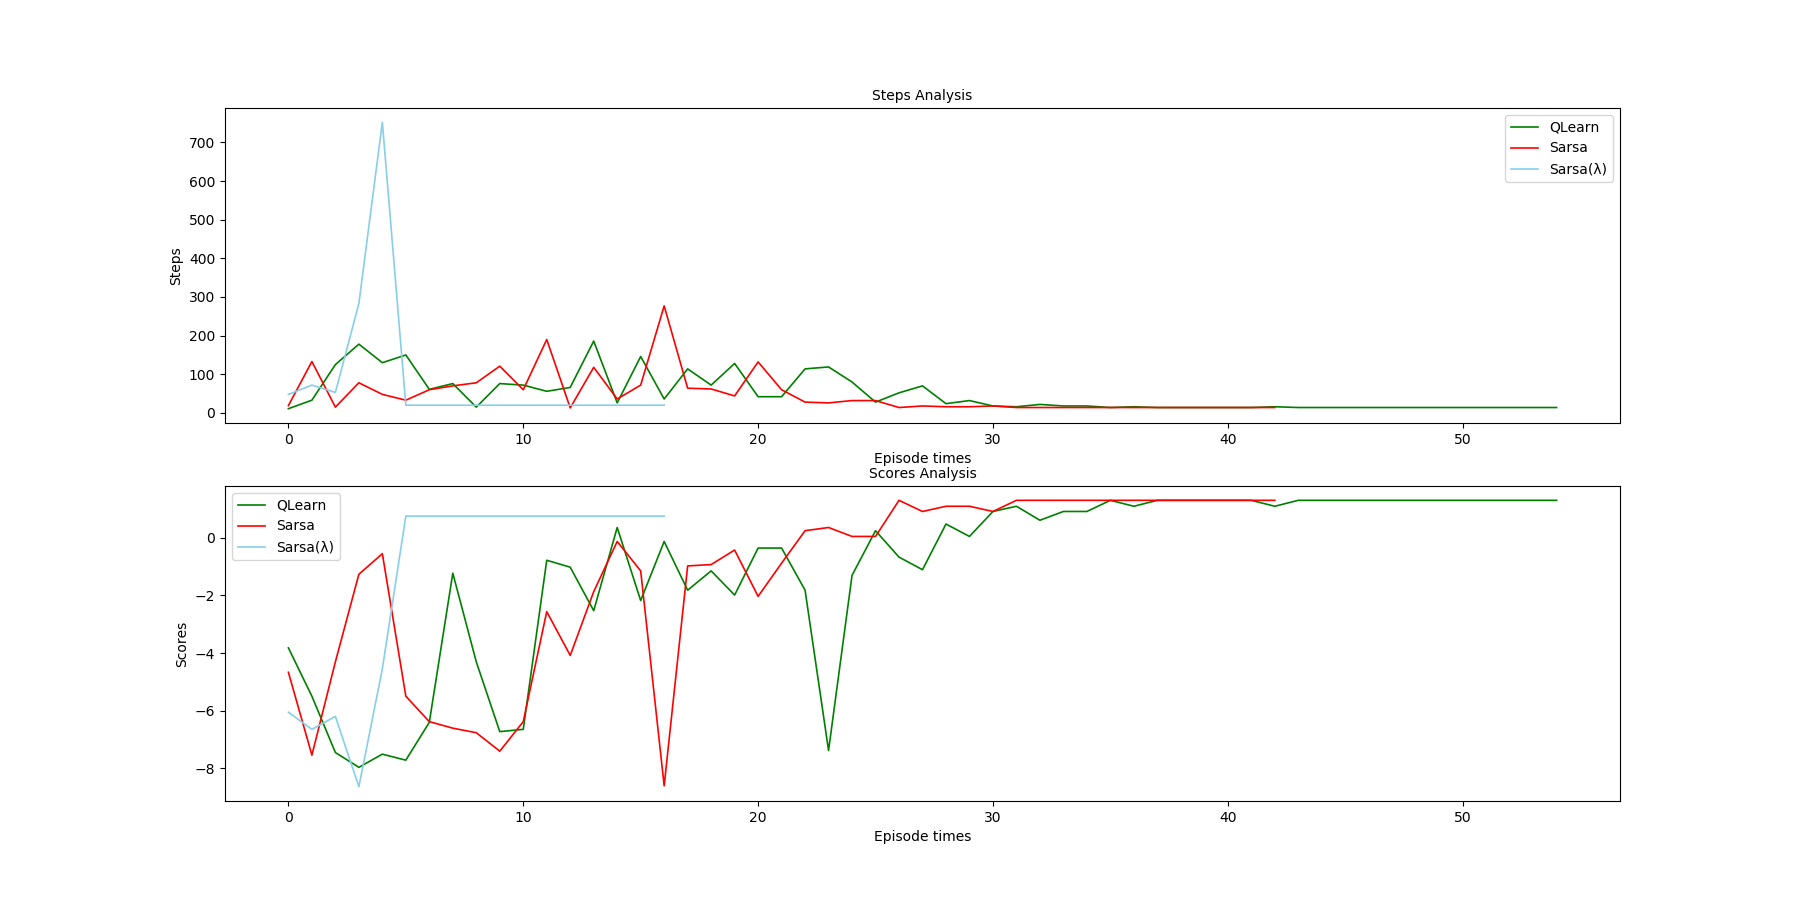 Steps Analysis
700
600
500
400
300
200
100
0
Steps
QLearn
Sarsa
Sarsa(λ)
0 10 20 30 40 50
Episode times
Scores Analysis
QLearn
Sarsa
Sarsa(λ)
0
−2
−4
−6
−8
Scores
0 10 20 30 40 50
Episode times